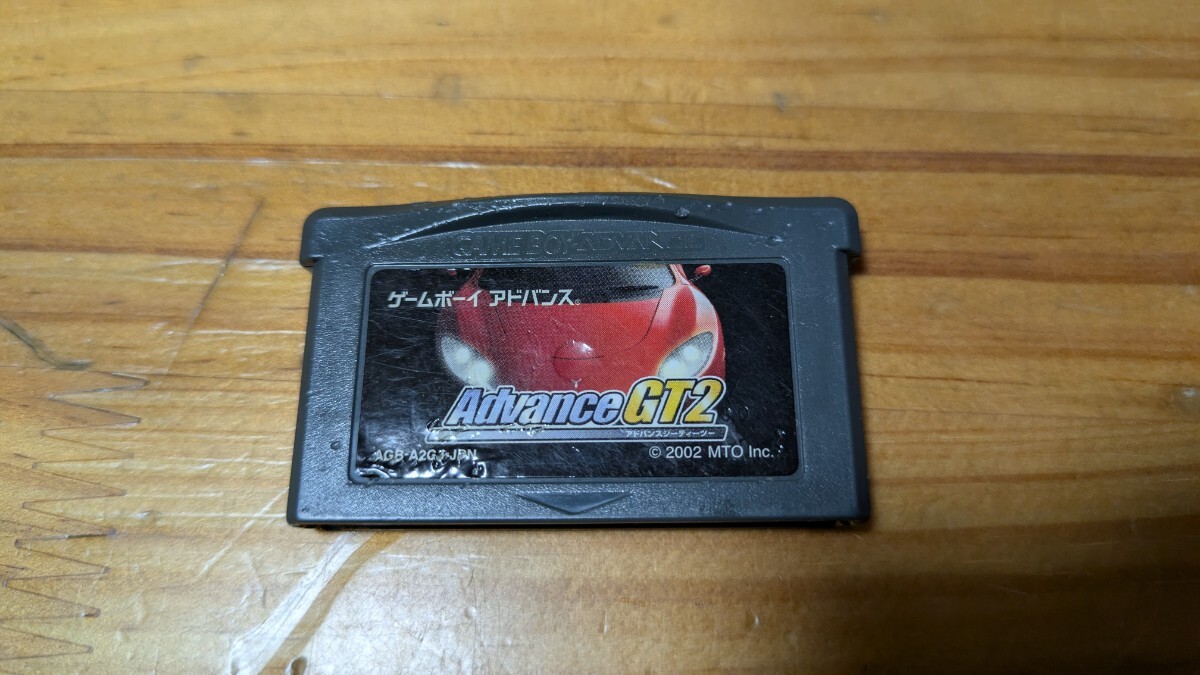 GAME BOY ADVANCE
ゲームボーイ アドバンス®
Advance GT2
アドバンスジーティーツー
AGB-A2GJ-JPN
© 2002 MTO Inc.